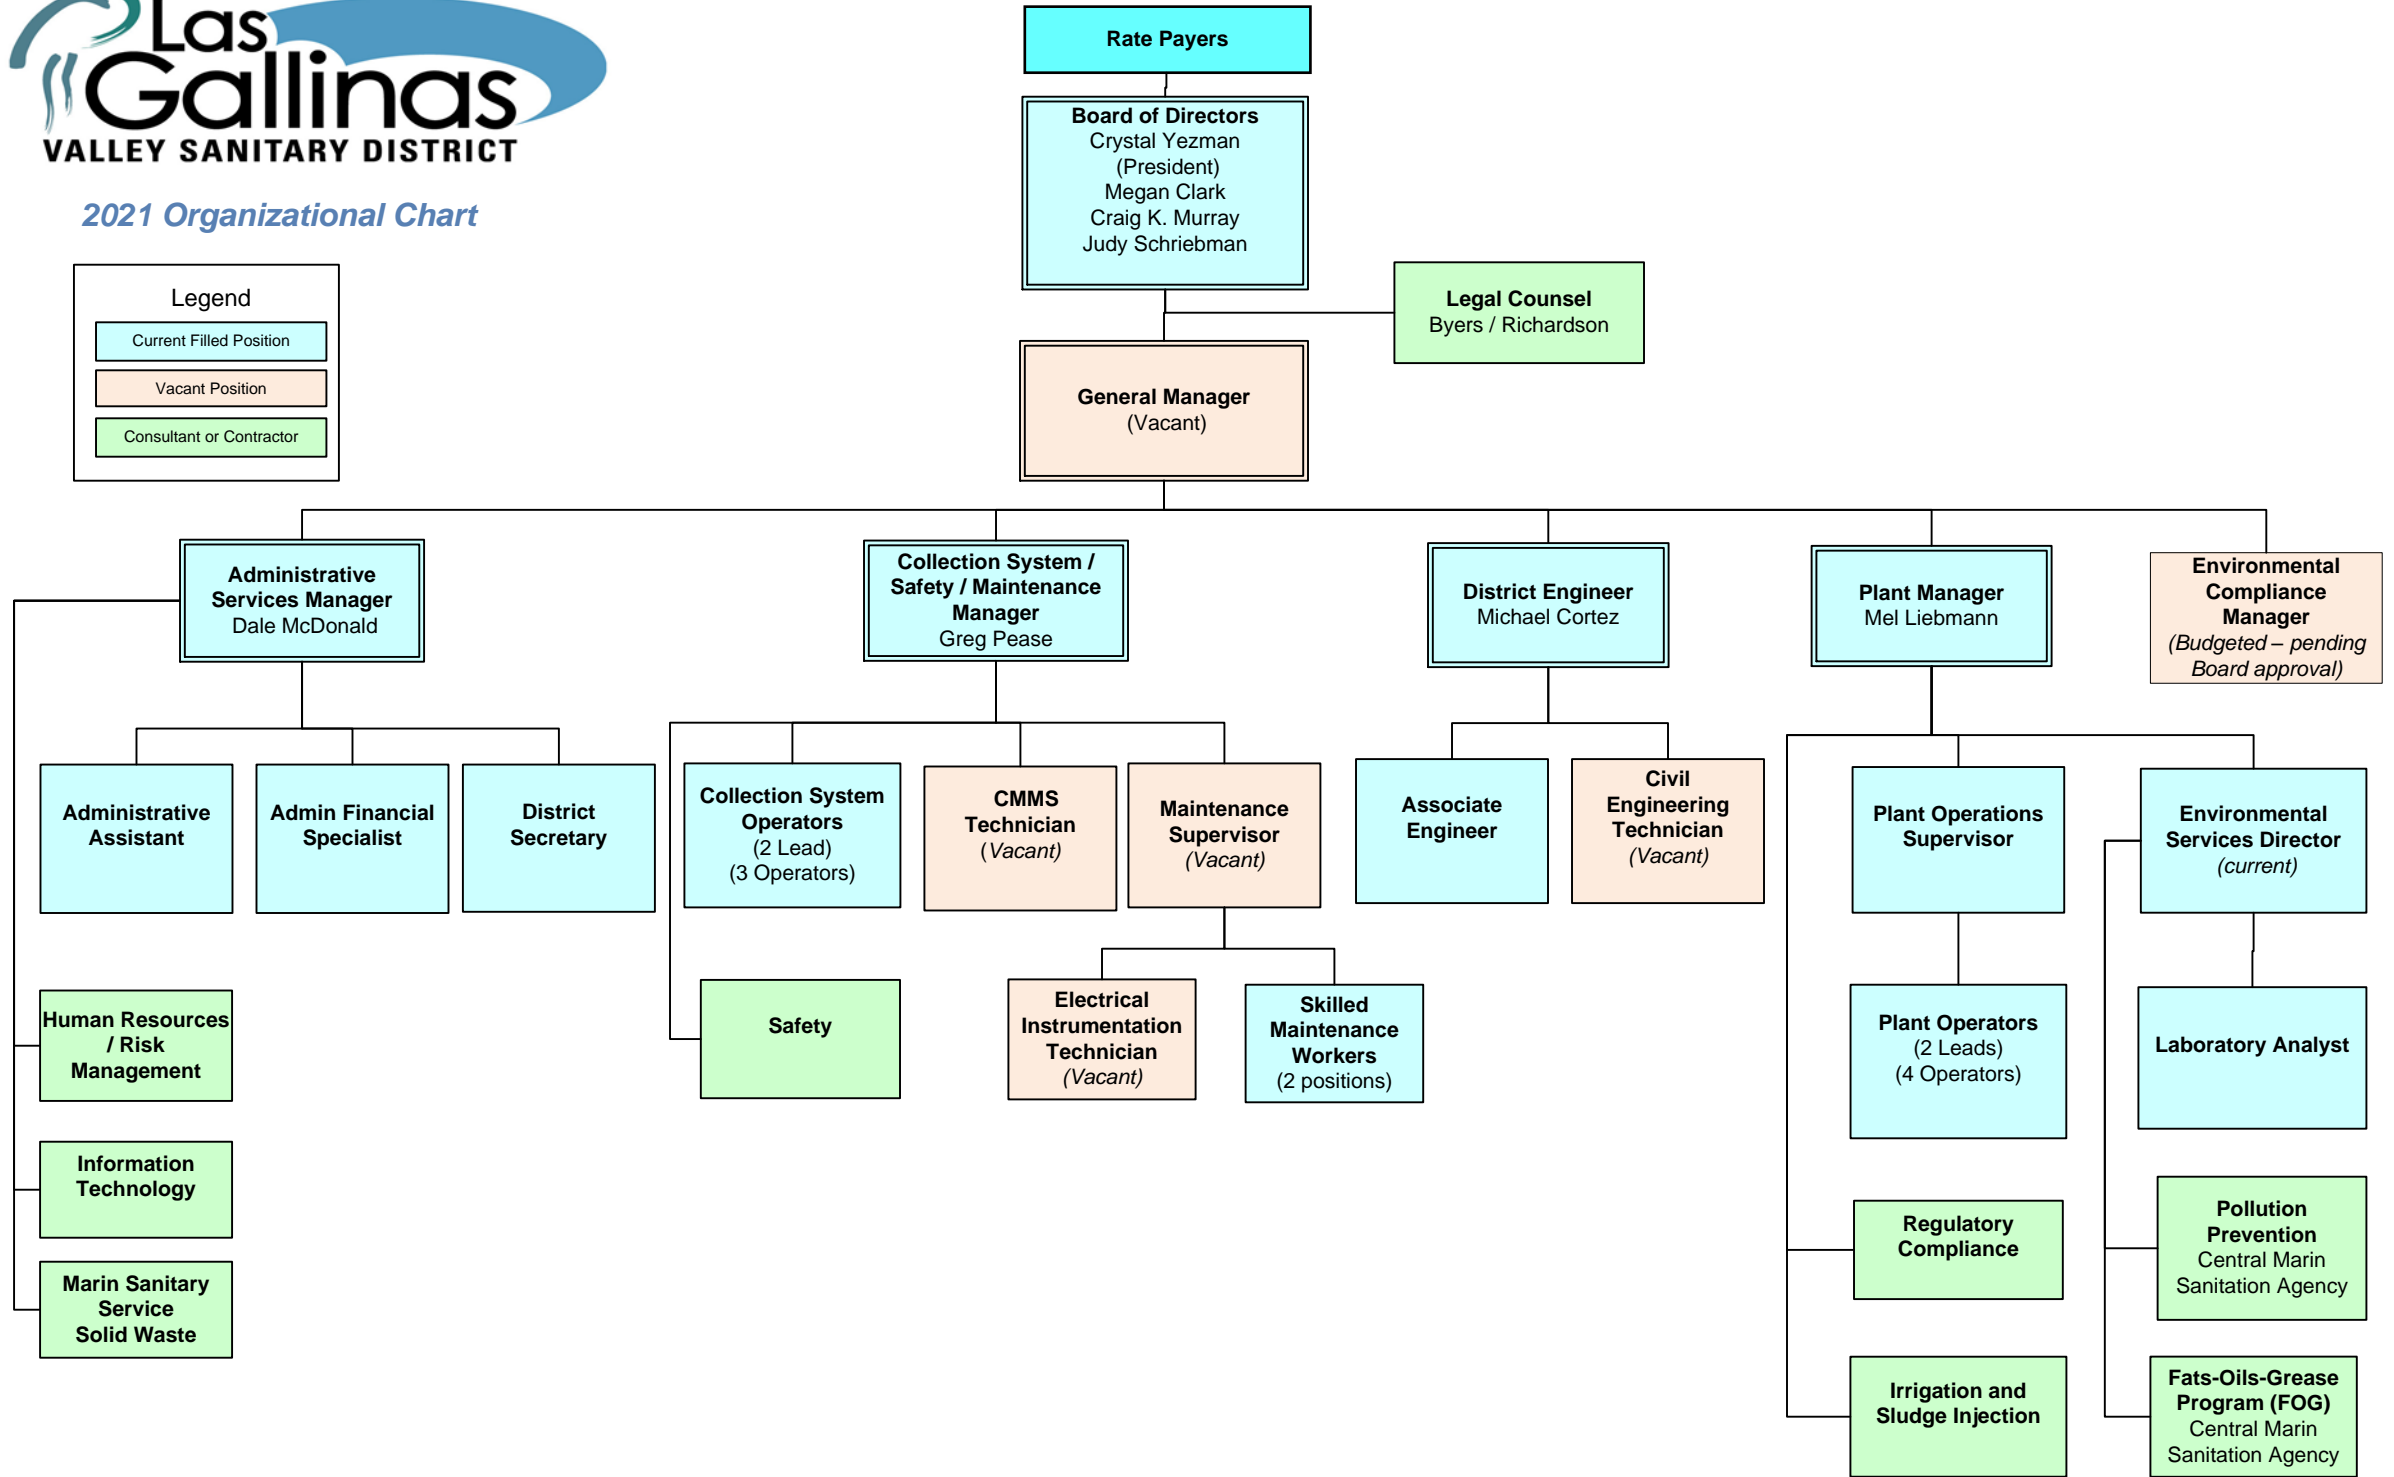 Las
Gallinas
VALLEY SANITARY DISTRICT
2021 Organizational Chart
Legend
Current Filled Position
Vacant Position
Consultant or Contractor
Rate Payers
Board of Directors
Crystal Yezman
(President)
Megan Clark
Craig K. Murray
Judy Schriebman
Legal Counsel
Byers / Richardson
General Manager
(Vacant)
Administrative
Services Manager
Dale McDonald
Collection System /
Safety / Maintenance
Manager
Greg Pease
District Engineer
Michael Cortez
Plant Manager
Mel Liebmann
Environmental
Compliance
Manager
(Budgeted – pending
Board approval)
Administrative
Assistant
Admin Financial
Specialist
District
Secretary
Collection System
Operators
(2 Lead)
(3 Operators)
CMMS
Technician
(Vacant)
Maintenance
Supervisor
(Vacant)
Associate
Engineer
Civil
Engineering
Technician
(Vacant)
Plant Operations
Supervisor
Environmental
Services Director
(current)
Human Resources
/ Risk
Management
Safety
Electrical
Instrumentation
Technician
(Vacant)
Skilled
Maintenance
Workers
(2 positions)
Plant Operators
(2 Leads)
(4 Operators)
Laboratory Analyst
Information
Technology
Regulatory
Compliance
Pollution
Prevention
Central Marin
Sanitation Agency
Marin Sanitary
Service
Solid Waste
Irrigation and
Sludge Injection
Fats-Oils-Grease
Program (FOG)
Central Marin
Sanitation Agency